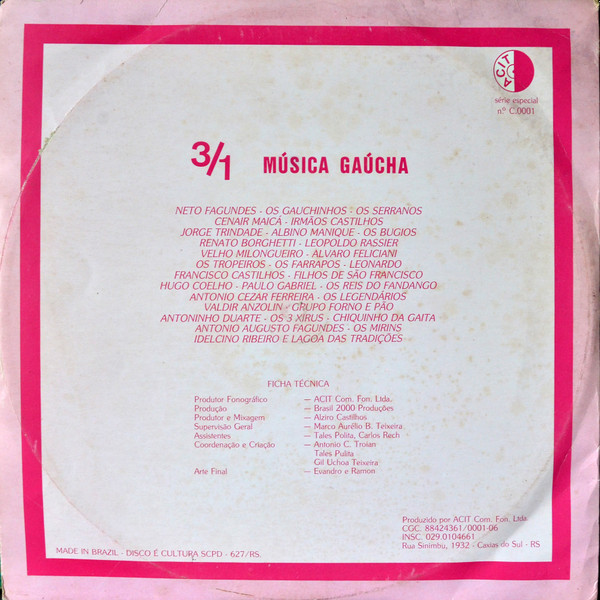 ACIT
série especial
nº C.0001
3/1 MÚSICA GAÚCHA
NETO FAGUNDES - OS GAUCHINHOS - OS SERRANOS
CENAIR MAICÁ - IRMÃOS CASTILHOS
JORGE TRINDADE - ALBINO MANIQUE - OS BUGIOS
RENATO BORGHETTI - LEOPOLDO RASSIER
VELHO MILONGUEIRO - ALVARO FELICIANI
OS TROPEIROS - OS FARRAPOS - LEONARDO
FRANCISCO CASTILHOS - FILHOS DE SÃO FRANCISCO
HUGO COELHO - PAULO GABRIEL - OS REIS DO FANDANGO
ANTONIO CEZAR FERREIRA - OS LEGENDÁRIOS
VALDIR ANZOLIN - GRUPO FORNO E PÃO
ANTONINHO DUARTE - OS 3 XIRUS - CHIQUINHO DA GAITA
ANTONIO AUGUSTO FAGUNDES - OS MIRINS
IDELCINO RIBEIRO E LAGOA DAS TRADIÇÕES
FICHA TÉCNICA
Produtor Fonográfico — ACIT Com. Fon. Ltda.
Produção — Brasil 2000 Produções
Produtor e Mixagem — Alziro Castilhos
Supervisão Geral — Marco Aurélio B. Teixeira
Assistentes — Tales Polita, Carlos Rech
Coordenação e Criação — Antonio C. Troian
Tales Pulita
Gil Uchoa Teixeira
Arte Final — Evandro e Ramon
Produzido por ACIT Com. Fon. Ltda
CGC. 88424361/0001-06
INSC. 029.0104661
Rua Sinimbu, 1932 - Caxias do Sul - RS
MADE IN BRAZIL - DISCO É CULTURA SCPD - 627/RS.